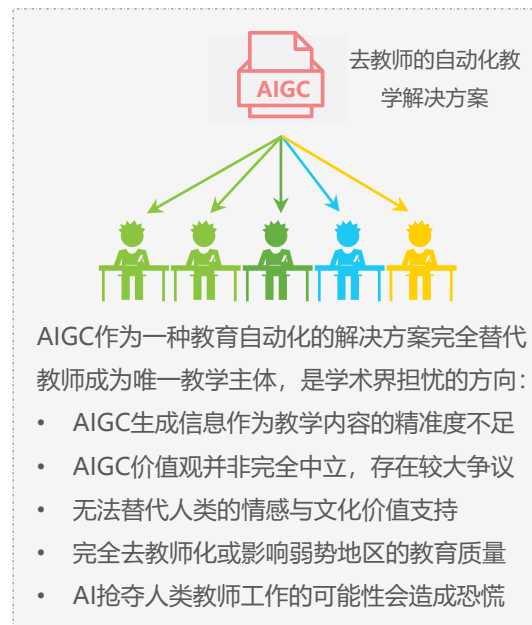 AIGC
去教师的自动化教
学解决方案
AIGC作为一种教育自动化的解决方案完全替代
教师成为唯一教学主体，是学术界担忧的方向：
• AIGC生成信息作为教学内容的精准度不足
• AIGC价值观并非完全中立，存在较大争议
• 无法替代人类的情感与文化价值支持
• 完全去教师化或影响弱势地区的教育质量
• AI抢夺人类教师工作的可能性会造成恐慌